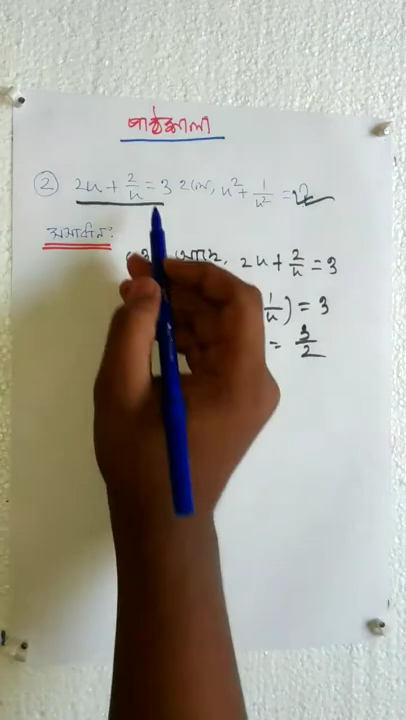 পাঠশালা
② 2x + 2/x = 3 হলে, x² + 1/x² = ?
সমাধান:
আছে, 2x + 2/x = 3
1/x) = 3
= 3/2